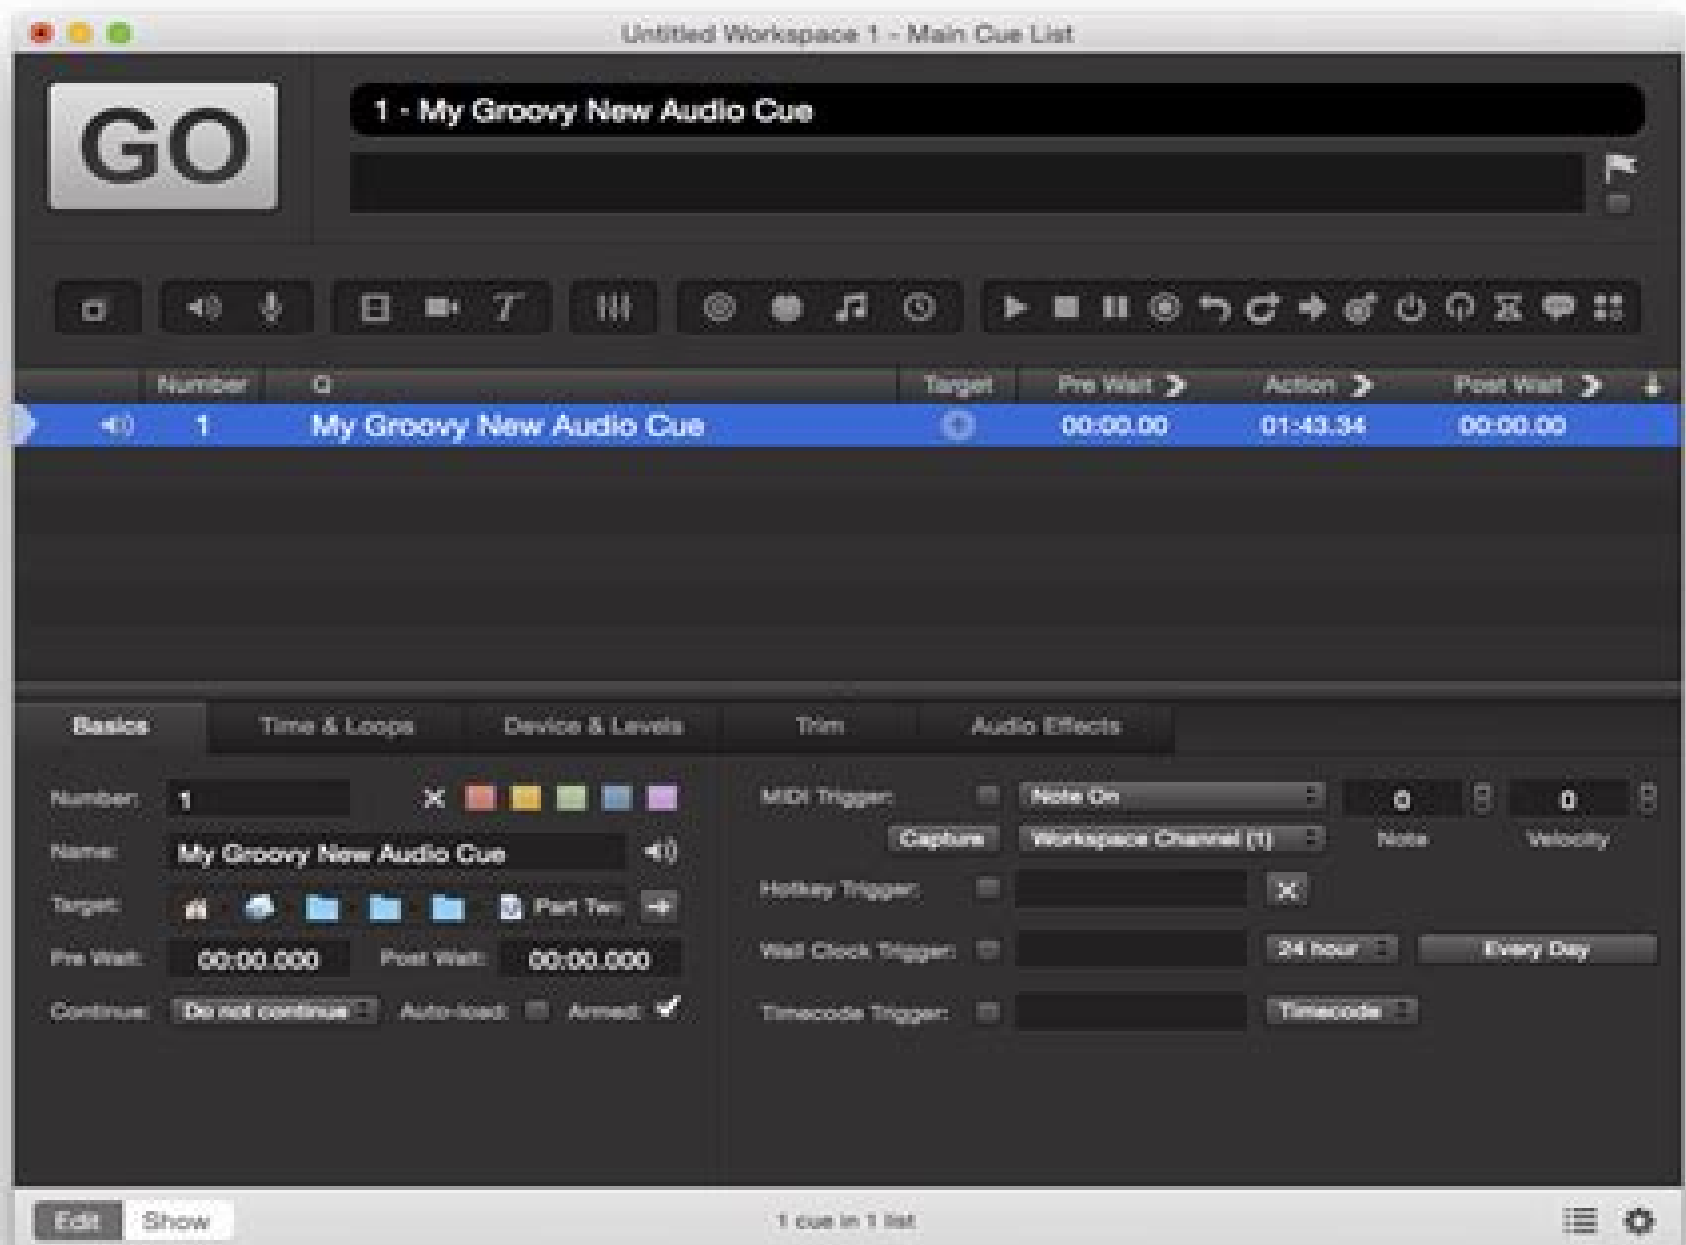 Untitled Workspace 1 - Main Cue List
GO
1 - My Groovy New Audio Cue
Number Q Target Pre Wait Action Post Wait
1 My Groovy New Audio Cue 00:00.00 01:43.34 00:00.00
Basics Time & Loops Device & Levels Trim Audio Effects
Number: 1
Name: My Groovy New Audio Cue
Target: Part Two
Pre Wait: 00:00.000 Post Wait: 00:00.000
Continue: Do not continue Auto-load: Armed:
MIDI Trigger: Note On 0 0
Capture Workspace Channel (1) Note Velocity
Hotkey Trigger:
Wall Clock Trigger: 24 hour Every Day
Timecode Trigger: Timecode
Edit Show 1 cue in 1 list